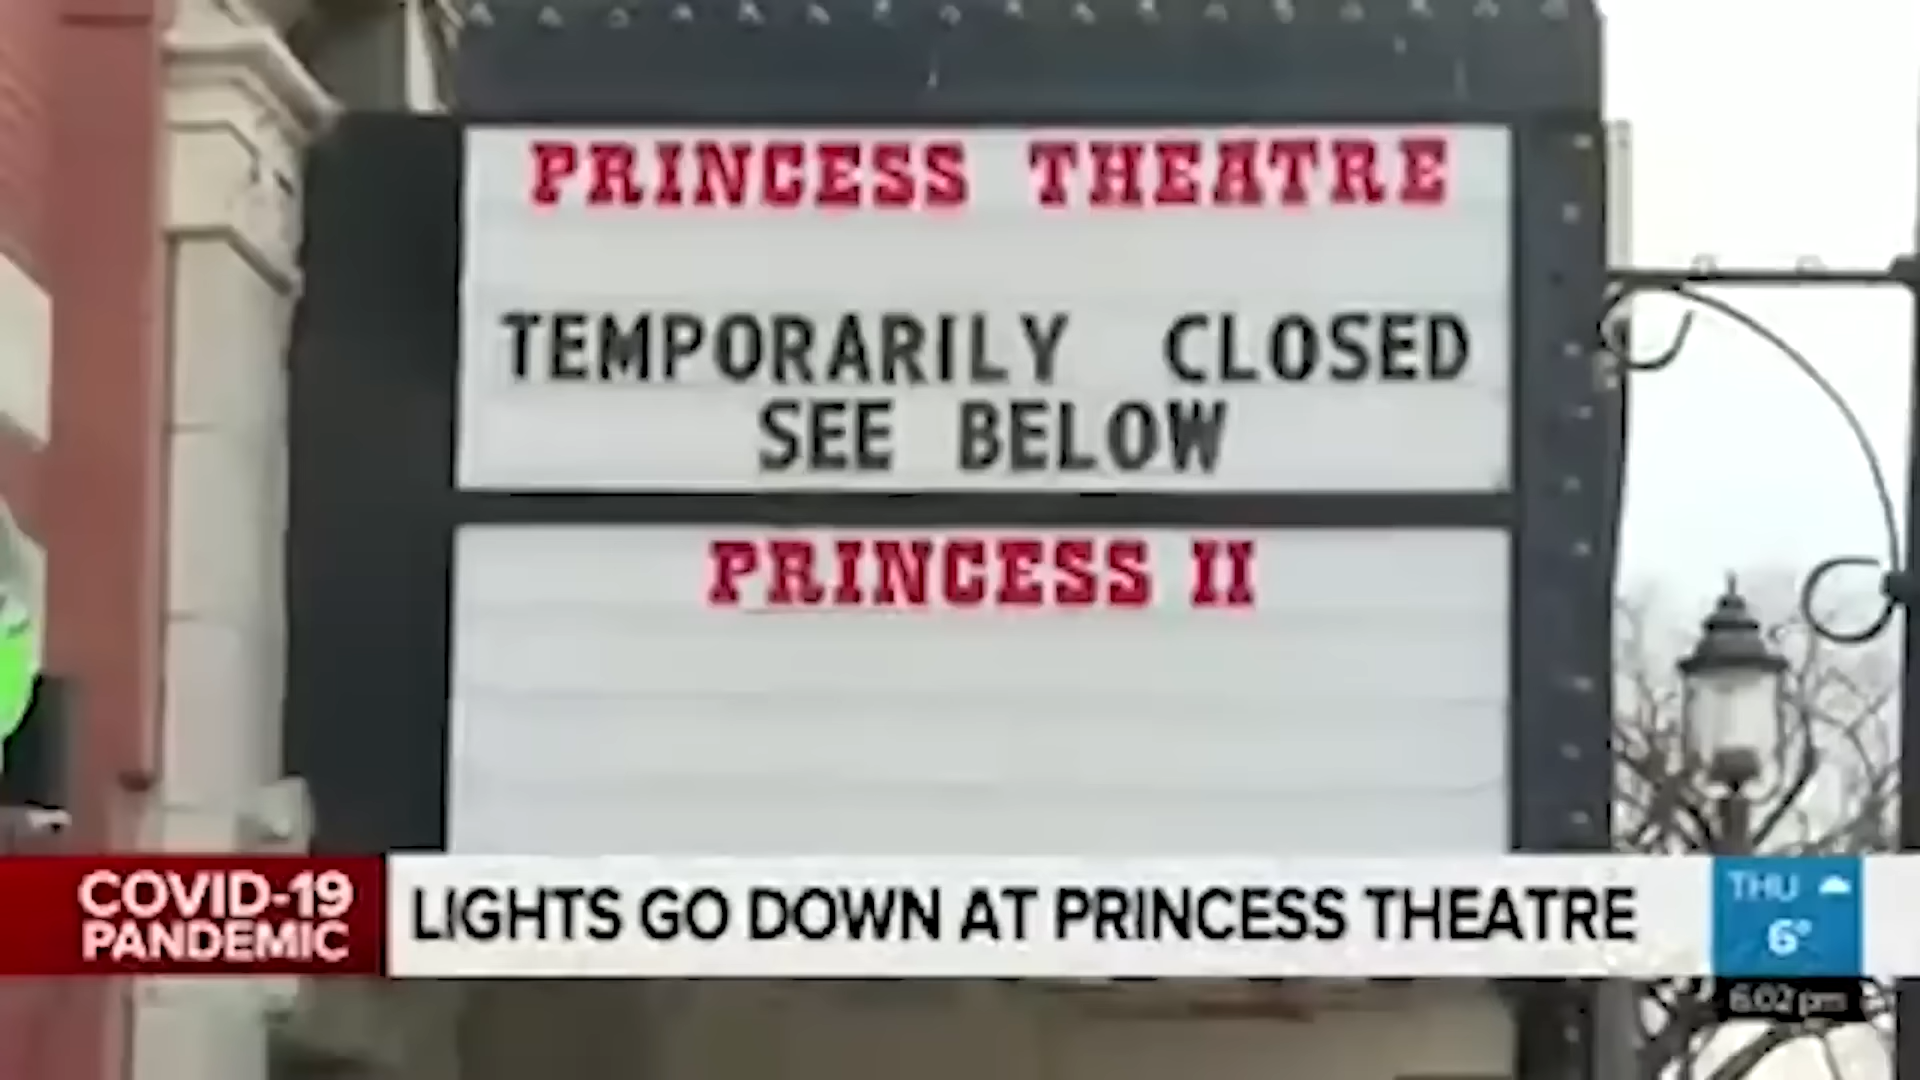 PRINCESS THEATRE
TEMPORARILY CLOSED
SEE BELOW
PRINCESS II
COVID-19
PANDEMIC
LIGHTS GO DOWN AT PRINCESS THEATRE
THU
6°
6:02 pm